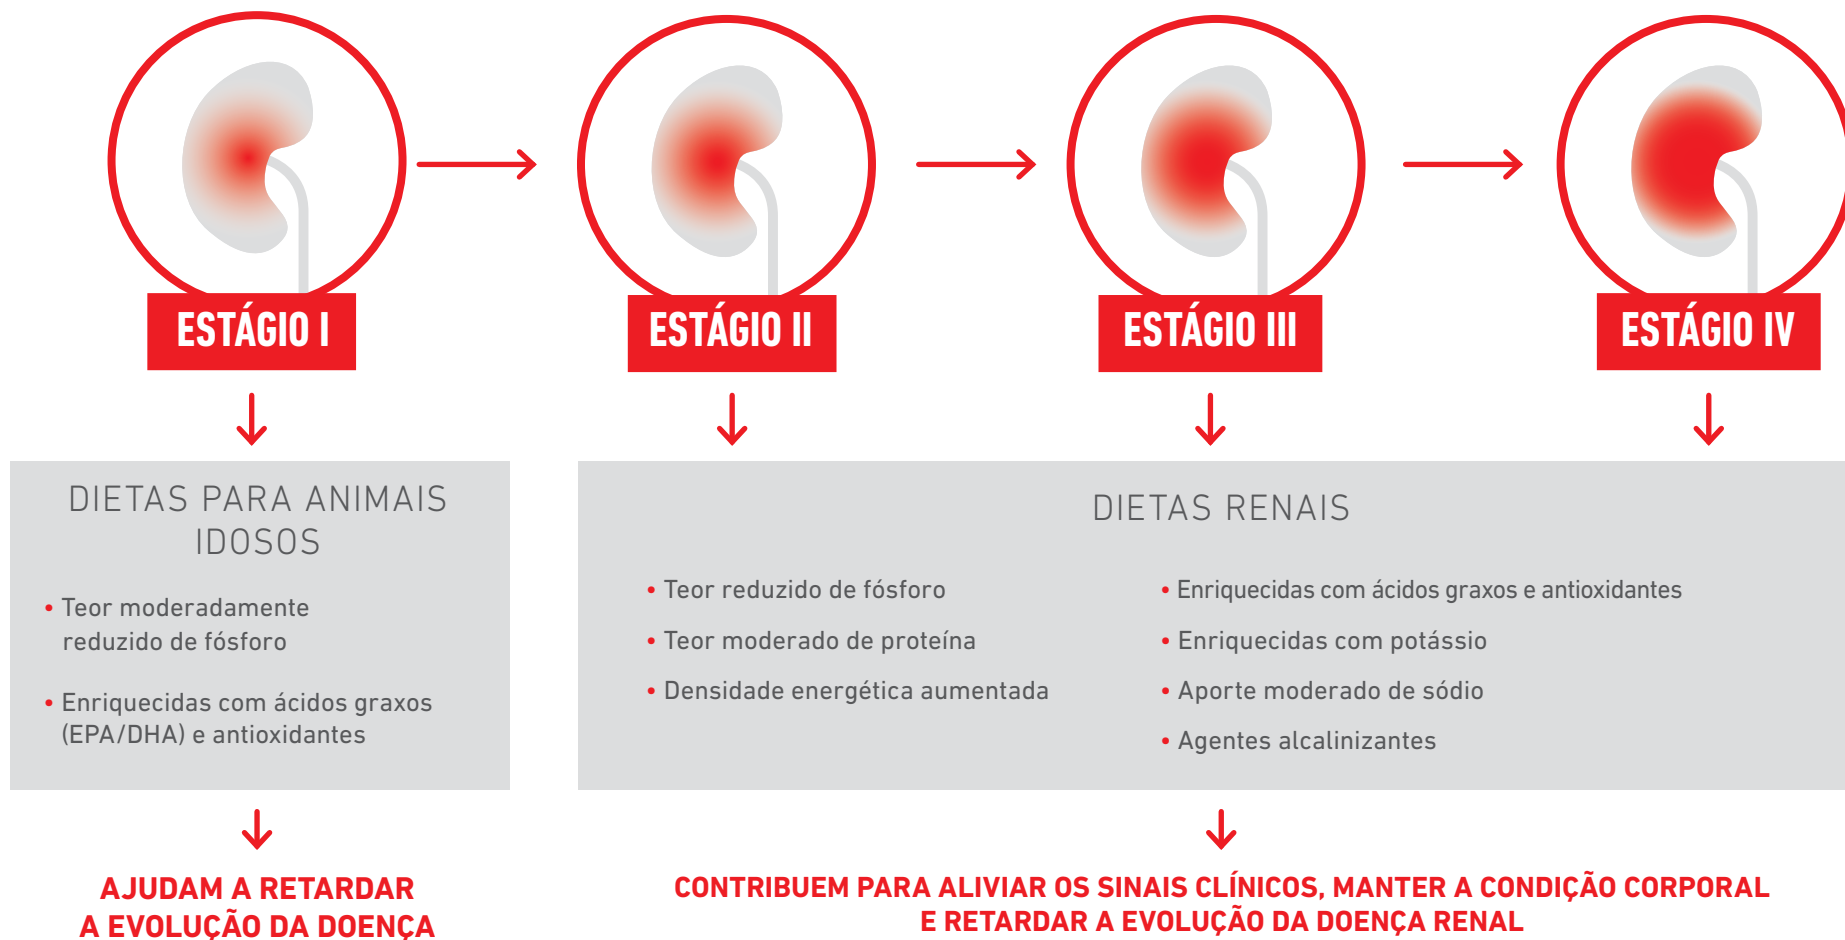 ESTÁGIO I
ESTÁGIO II
ESTÁGIO III
ESTÁGIO IV
DIETAS PARA ANIMAIS
IDOSOS
• Teor moderadamente
reduzido de fósforo
• Enriquecidas com ácidos graxos
(EPA/DHA) e antioxidantes
DIETAS RENAIS
• Teor reduzido de fósforo
• Teor moderado de proteína
• Densidade energética aumentada
• Enriquecidas com ácidos graxos e antioxidantes
• Enriquecidas com potássio
• Aporte moderado de sódio
• Agentes alcalinizantes
AJUDAM A RETARDAR
A EVOLUÇÃO DA DOENÇA
CONTRIBUEM PARA ALIVIAR OS SINAIS CLÍNICOS, MANTER A CONDIÇÃO CORPORAL
E RETARDAR A EVOLUÇÃO DA DOENÇA RENAL